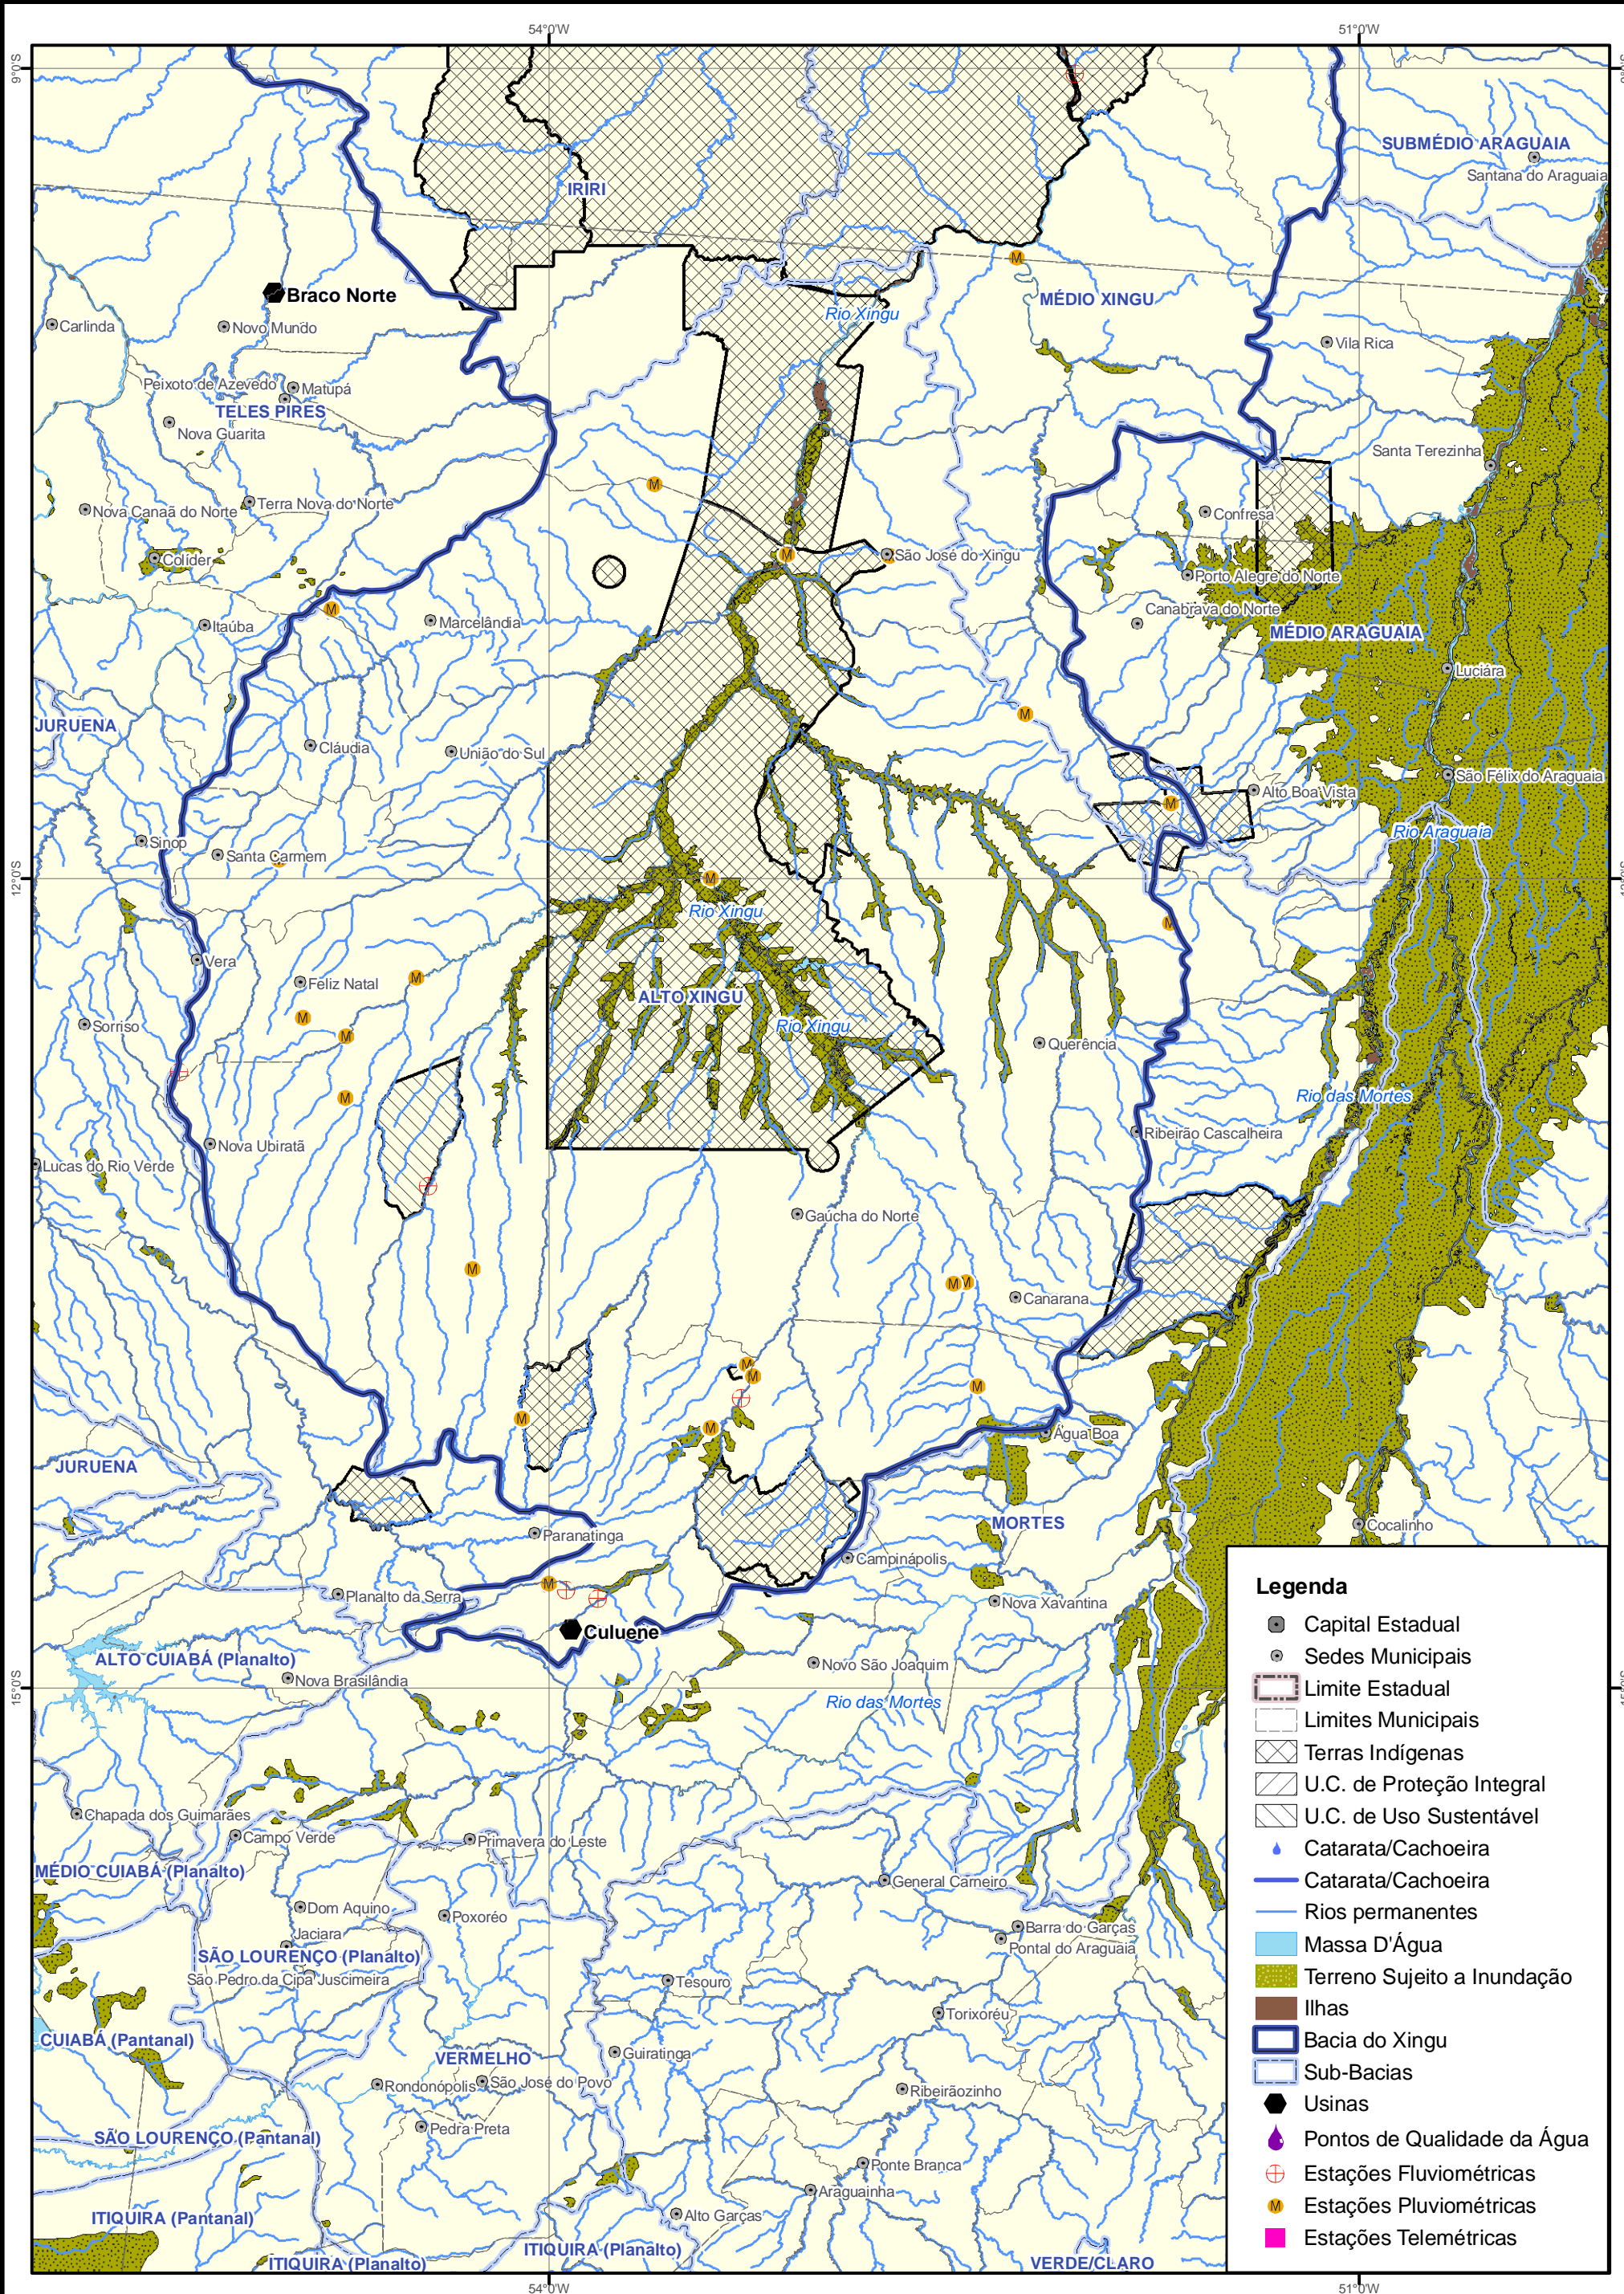 54°0'W
51°0'W
9°0'S
SUBMÉDIO ARAGUAIA
Santana do Araguaia
IRIRI
Braco Norte
MÉDIO XINGU
Rio Xingu
Carlinda
Novo Mundo
Vila Rica
Peixoto de Azevedo
Matupá
TELES PIRES
Nova Guarita
Santa Terezinha
Terra Nova do Norte
Nova Canaã do Norte
Confresa
M
Colíder
M
São José do Xingu
Porto Alegre do Norte
Canabrava do Norte
M
Itaúba
Marcelândia
MÉDIO ARAGUAIA
Luciára
JURUENA
M
Cláudia
União do Sul
São Félix do Araguaia
Alto Boa Vista
M
Rio Araguaia
Sinop
Santa Carmem
12°0'S
M
Rio Xingu
Vera
Féliz Natal
M
ALTO XINGU
Sorriso
M
M
Rio Xingu
Querência
M
Rio das Mortes
Nova Ubiratã
Ribeirão Cascalheira
Lucas do Rio Verde
Gaúcha do Norte
M
M
M
Canarana
M
M
M
M
M
Água Boa
JURUENA
Paranatinga
MORTES
Cocalinho
Campinápolis
M
Planalto da Serra
Nova Xavantina
Culuene
ALTO CUIABÁ (Planalto)
Nova Brasilândia
Novo São Joaquim
15°0'S
Rio das Mortes
Chapada dos Guimarães
Campo Verde
Primavera do Leste
MÉDIO CUIABÁ (Planalto)
General Carneiro
Dom Aquino
Poxoréo
Jaciara
Barra do Garças
Pontal do Araguaia
SÃO LOURENÇO (Planalto)
São Pedro da Cipa
Juscimeira
Tesouro
Torixoréu
CUIABÁ (Pantanal)
VERMELHO
Guiratinga
Rondonópolis
São José do Povo
Ribeirãozinho
Pedra Preta
SÃO LOURENÇO (Pantanal)
Ponte Branca
Araguainha
Alto Garças
ITIQUIRA (Pantanal)
ITIQUIRA (Planalto)
ITIQUIRA (Planalto)
VERDE/CLARO
Legenda
Capital Estadual
Sedes Municipais
Limite Estadual
Limites Municipais
Terras Indígenas
U.C. de Proteção Integral
U.C. de Uso Sustentável
Catarata/Cachoeira
Catarata/Cachoeira
Rios permanentes
Massa D'Água
Terreno Sujeito a Inundação
Ilhas
Bacia do Xingu
Sub-Bacias
Usinas
Pontos de Qualidade da Água
Estações Fluviométricas
M Estações Pluviométricas
Estações Telemétricas
54°0'W
51°0'W